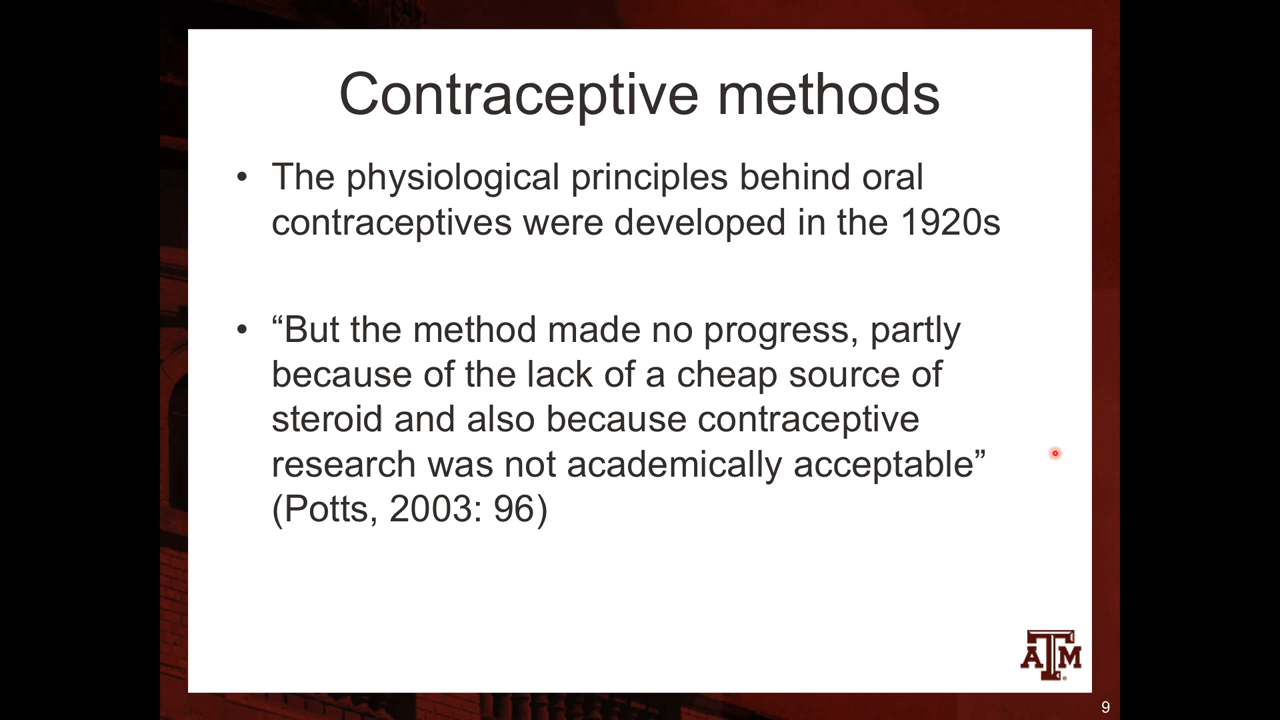 Contraceptive methods
• The physiological principles behind oral
contraceptives were developed in the 1920s
• “But the method made no progress, partly
because of the lack of a cheap source of
steroid and also because contraceptive
research was not academically acceptable”
(Potts, 2003: 96)
ATM
9